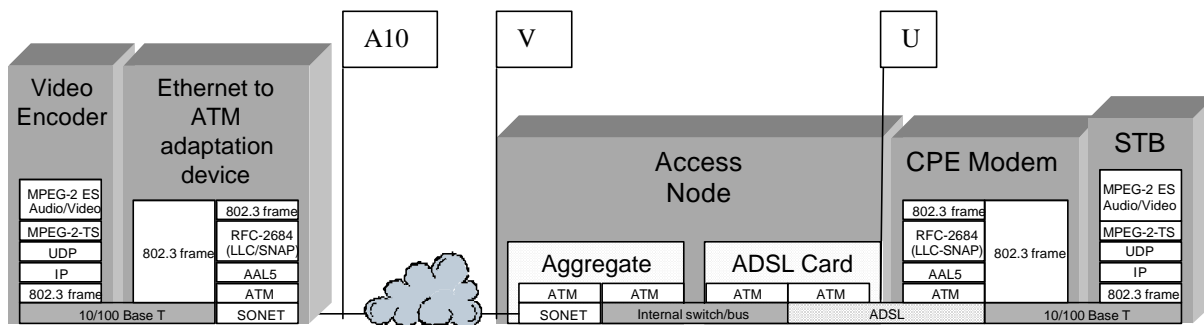 A10
V
U
Video
Encoder
MPEG-2 ES
Audio/Video
MPEG-2-TS
UDP
IP
802.3 frame
Ethernet to
ATM
adaptation
device
802.3 frame
802.3 frame
RFC-2684
(LLC/SNAP)
AAL5
ATM
10/100 Base T
SONET
Access
Node
Aggregate
ATM
ATM
SONET
ADSL Card
ATM
ATM
Internal switch/bus
ADSL
CPE Modem
802.3 frame
RFC-2684
(LLC-SNAP)
AAL5
ATM
802.3 frame
STB
MPEG-2 ES
Audio/Video
MPEG-2-TS
UDP
IP
802.3 frame
10/100 Base T